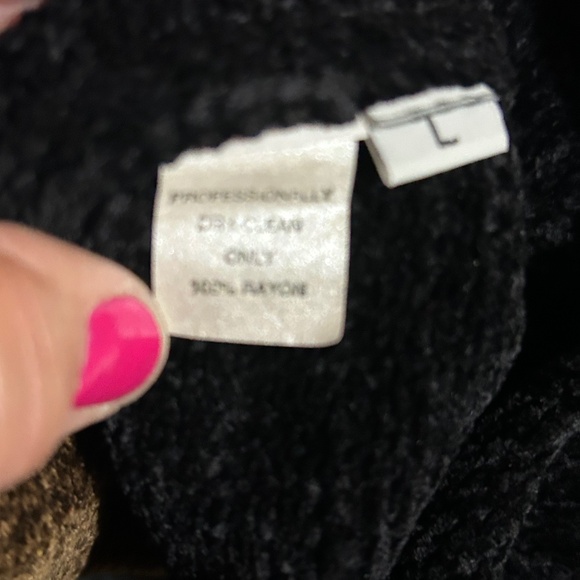 PROFESSIONALLY
DRY CLEAN
ONLY
100% RAYON
L